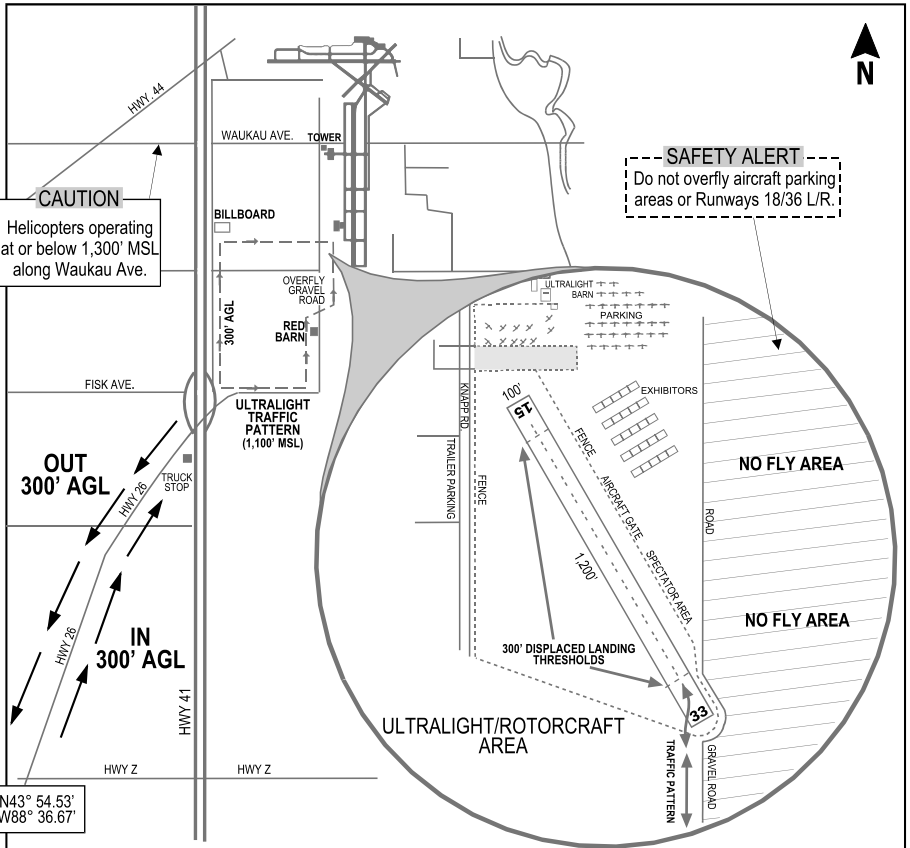 N
HWY. 44
WAUKAU AVE.
TOWER
SAFETY ALERT
Do not overfly aircraft parking
areas or Runways 18/36 L/R.
CAUTION
Helicopters operating
at or below 1,300’ MSL
along Waukau Ave.
BILLBOARD
OVERFLY
GRAVEL
ROAD
300’ AGL
RED
BARN
ULTRALIGHT
BARN
PARKING
FISK AVE.
ULTRALIGHT
TRAFFIC
PATTERN
(1,100’ MSL)
KNAPP RD
100’
15
EXHIBITORS
OUT
300’ AGL
TRUCK
STOP
HWY 26
TRAILER PARKING
FENCE
FENCE
AIRCRAFT GATE
SPECTATOR AREA
ROAD
NO FLY AREA
1,200’
NO FLY AREA
IN
300’ AGL
HWY 26
300’ DISPLACED LANDING
THRESHOLDS
HWY 41
33
ULTRALIGHT/ROTORCRAFT
AREA
TRAFFIC PATTERN
GRAVEL ROAD
HWY Z
HWY Z
N43° 54.53’
W88° 36.67’